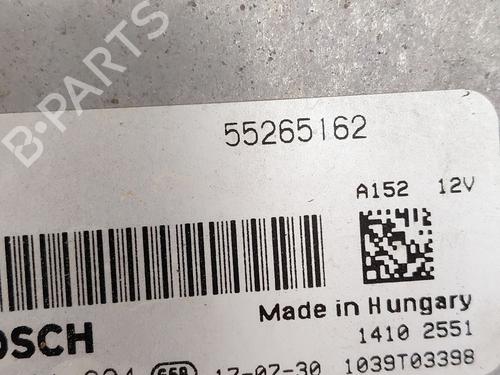 B-PARTS
55265162
A152 12V
Made in Hungary
OSCH
1410 2551
17-07-30 1039T03398